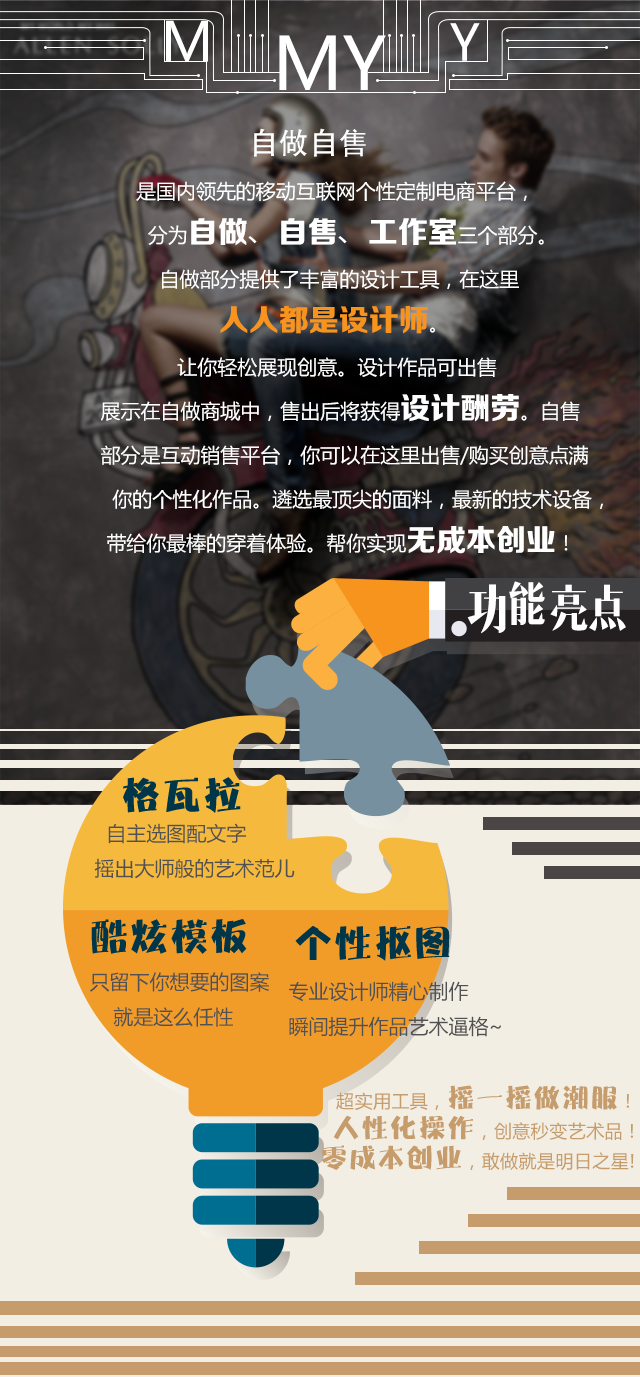 M MY Y
自做自售
是国内领先的移动互联网个性定制电商平台，
分为自做、自售、工作室三个部分。
自做部分提供了丰富的设计工具，在这里
人人都是设计师。
让你轻松展现创意。设计作品可出售
展示在自做商城中，售出后将获得设计酬劳。自售
部分是互动销售平台，你可以在这里出售/购买创意点满
你的个性化作品。遴选最顶尖的面料，最新的技术设备，
带给你最棒的穿着体验。帮你实现无成本创业！
.功能亮点
格瓦拉
自主选图配文字
摇出大师般的艺术范儿
酷炫模板
只留下你想要的图案
就是这么任性
个性抠图
专业设计师精心制作
瞬间提升作品艺术逼格~
超实用工具，摇一摇做潮服！
人性化操作，创意秒变艺术品！
零成本创业，敢做就是明日之星!